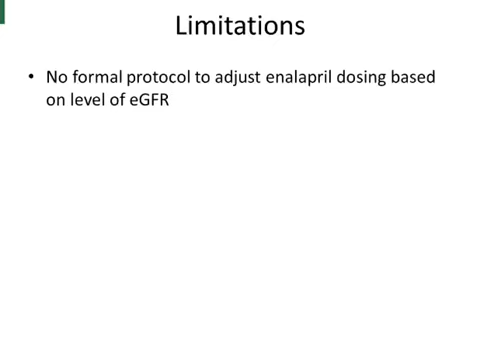 Limitations
• No formal protocol to adjust enalapril dosing based
on level of eGFR